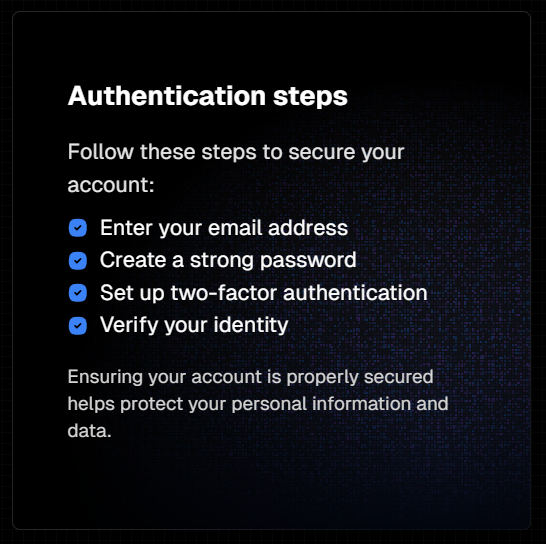 Authentication steps
Follow these steps to secure your
account:
Enter your email address
Create a strong password
Set up two-factor authentication
Verify your identity
Ensuring your account is properly secured
helps protect your personal information and
data.